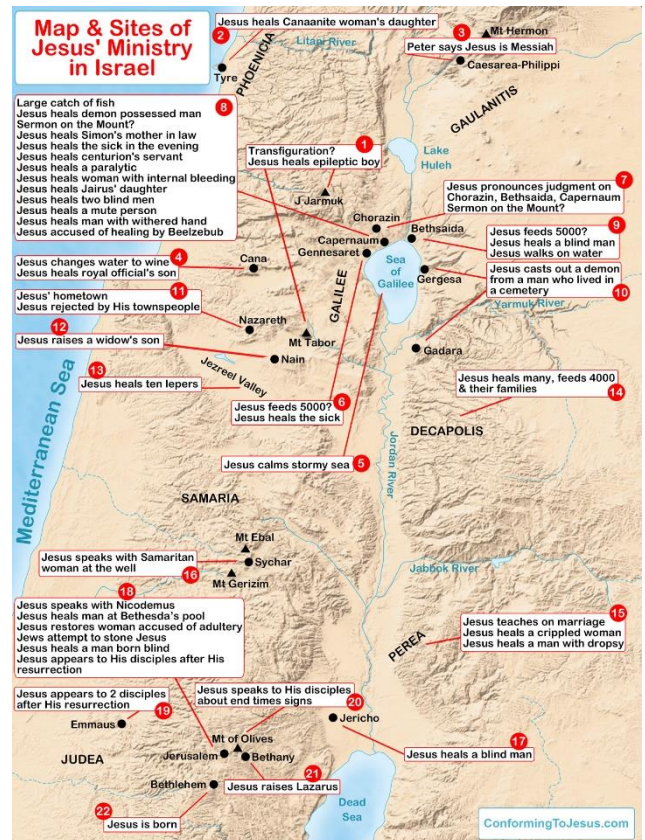 Map & Sites of
Jesus' Ministry
in Israel
2
Jesus heals Canaanite woman's daughter
Tyre
PHOENICIA
Litani River
3
Mt Hermon
Peter says Jesus is Messiah
Caesarea-Philippi
GAULANITIS
Lake
Huleh
8
Large catch of fish
Jesus heals demon possessed man
Sermon on the Mount?
Jesus heals Simon's mother in law
Jesus heals the sick in the evening
Jesus heals centurion's servant
Jesus heals a paralytic
Jesus heals woman with internal bleeding
Jesus heals Jairus' daughter
Jesus heals two blind men
Jesus heals a mute person
Jesus heals man with withered hand
Jesus accused of healing by Beelzebub
1
Transfiguration?
Jesus heals epileptic boy
J Jarmuk
7
Jesus pronounces judgment on
Chorazin, Bethsaida, Capernaum
Sermon on the Mount?
Chorazin
Capernaum
Bethsaida
Gennesaret
9
Jesus feeds 5000?
Jesus heals a blind man
Jesus walks on water
Sea
of
Galilee
Gergesa
Jesus casts out a demon
from a man who lived in
a cemetery
10
Yarmuk River
4
Jesus changes water to wine
Jesus heals royal official's son
Cana
GALILEE
11
Jesus' hometown
Jesus rejected by His townspeople
Nazareth
Mt Tabor
12
Jesus raises a widow's son
Nain
Gadara
13
Jesus heals ten lepers
Jezreel Valley
Jesus heals many, feeds 4000
& their families
14
DECAPOLIS
Jesus feeds 5000?
Jesus heals the sick
6
Jesus calms stormy sea
5
Jordan River
Mediterranean Sea
SAMARIA
Mt Ebal
Jesus speaks with Samaritan
woman at the well
16
Sychar
Mt Gerizim
Jabbok River
18
Jesus speaks with Nicodemus
Jesus heals man at Bethesda's pool
Jesus restores woman accused of adultery
Jews attempt to stone Jesus
Jesus heals a man born blind
Jesus appears to His disciples after His
resurrection
15
Jesus teaches on marriage
Jesus heals a crippled woman
Jesus heals a man with dropsy
PEREA
Jesus appears to 2 disciples
after His resurrection
19
Emmaus
Jesus speaks to His disciples
about end times signs
20
Jericho
Mt of Olives
Jerusalem
Bethany
17
Jesus heals a blind man
JUDEA
21
Jesus raises Lazarus
Bethlehem
22
Jesus is born
Dead
Sea
ConformingToJesus.com